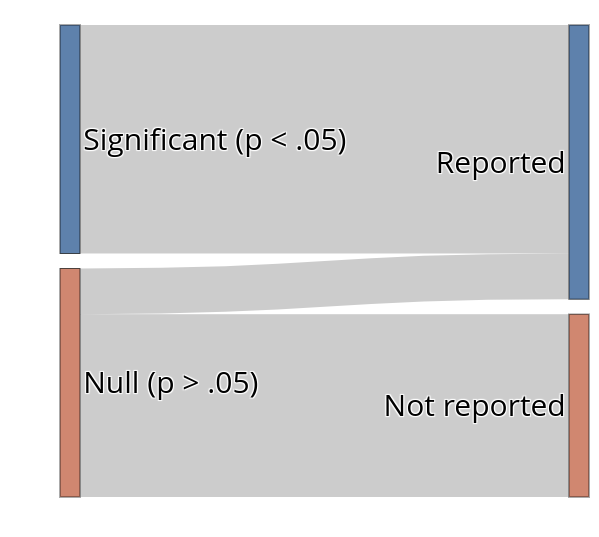 Significant (p < .05)
Reported
Null (p > .05)
Not reported